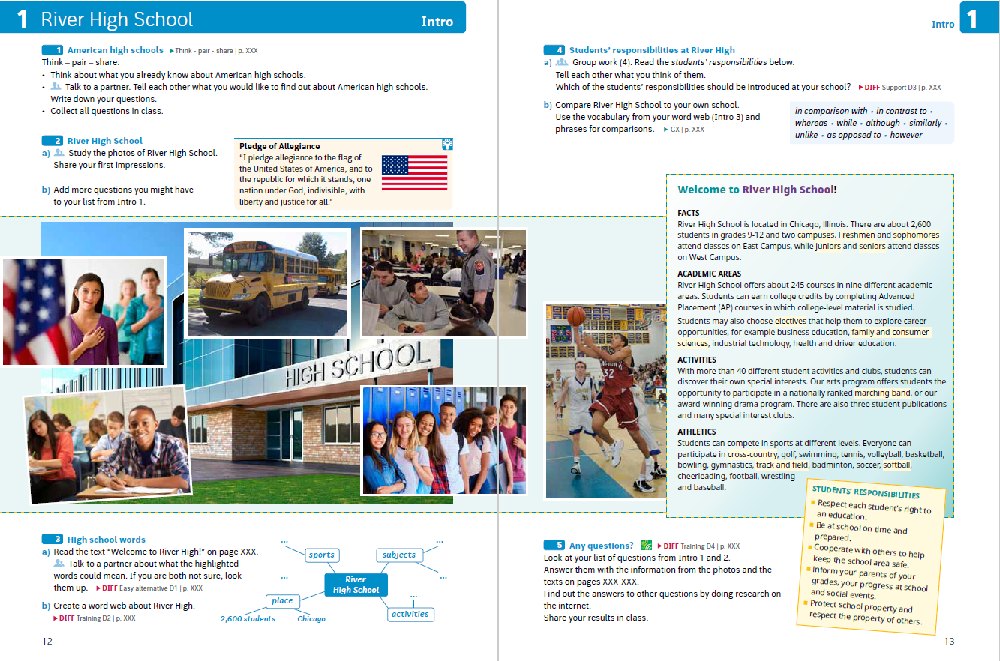 1 River High School Intro
1 American high schools ▶Think - pair - share | p. XXX
Think – pair – share:
• Think about what you already know about American high schools.
• Talk to a partner. Tell each other what you would like to find out about American high schools.
Write down your questions.
• Collect all questions in class.
2 River High School
a) Study the photos of River High School.
Share your first impressions.
b) Add more questions you might have
to your list from Intro 1.
Pledge of Allegiance
“I pledge allegiance to the flag of
the United States of America, and to
the republic for which it stands, one
nation under God, indivisible, with
liberty and justice for all.”
HIGH SCHOOL
3 High school words
a) Read the text “Welcome to River High!” on page XXX.
Talk to a partner about what the highlighted
words could mean. If you are both not sure, look
them up. ▶DIFF Easy alternative D1 | p. XXX
b) Create a word web about River High.
▶DIFF Training D2 | p. XXX
...
...
sports
subjects
...
...
River
High School
place
...
activities
2,600 students
Chicago
12
Intro 1
4 Students’ responsibilities at River High
a) Group work (4). Read the students’ responsibilities below.
Tell each other what you think of them.
Which of the students’ responsibilities should be introduced at your school? ▶DIFF Support D3 | p. XXX
b) Compare River High School to your own school.
Use the vocabulary from your word web (Intro 3) and
phrases for comparisons. ▶ GX | p. XXX
in comparison with • in contrast to •
whereas • while • although • similarly •
unlike • as opposed to • however
32
Welcome to River High School!
FACTS
River High School is located in Chicago, Illinois. There are about 2,600
students in grades 9-12 and two campuses. Freshmen and sophomores
attend classes on East Campus, while juniors and seniors attend classes
on West Campus.
ACADEMIC AREAS
River High School offers about 245 courses in nine different academic
areas. Students can earn college credits by completing Advanced
Placement (AP) courses in which college-level material is studied.
Students may also choose electives that help them to explore career
opportunities, for example business education, family and consumer
sciences, industrial technology, health and driver education.
ACTIVITIES
With more than 40 different student activities and clubs, students can
discover their own special interests. Our arts program offers students the
opportunity to participate in a nationally ranked marching band, or our
award-winning drama program. There are also three student publications
and many special interest clubs.
ATHLETICS
Students can compete in sports at different levels. Everyone can
participate in cross-country, golf, swimming, tennis, volleyball, basketball,
bowling, gymnastics, track and field, badminton, soccer, softball,
cheerleading, football, wrestling
and baseball.
STUDENTS’ RESPONSIBILITIES
Respect each student’s right to
an education.
Be at school on time and
prepared.
Cooperate with others to help
keep the school area safe.
Inform your parents of your
grades, your progress at school
and social events.
Protect school property and
respect the property of others.
5 Any questions? ▶DIFF Training D4 | p. XXX
Look at your list of questions from Intro 1 and 2.
Answer them with the information from the photos and the
texts on pages XXX-XXX.
Find out the answers to other questions by doing research on
the internet.
Share your results in class.
13